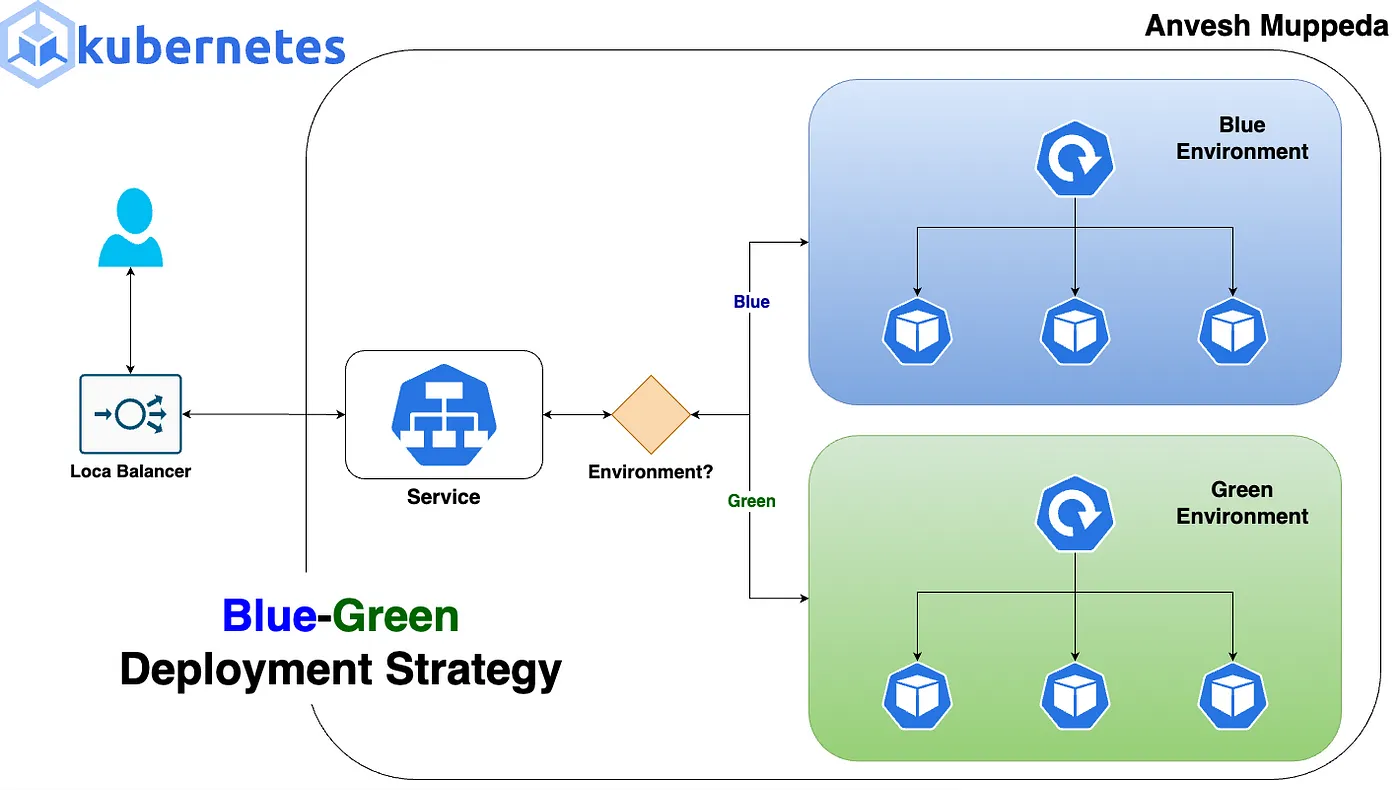 kubernetes
Anvesh Muppeda
Blue
Environment
Blue
Loca Balancer
Service
Environment?
Green
Green
Environment
Blue-Green
Deployment Strategy